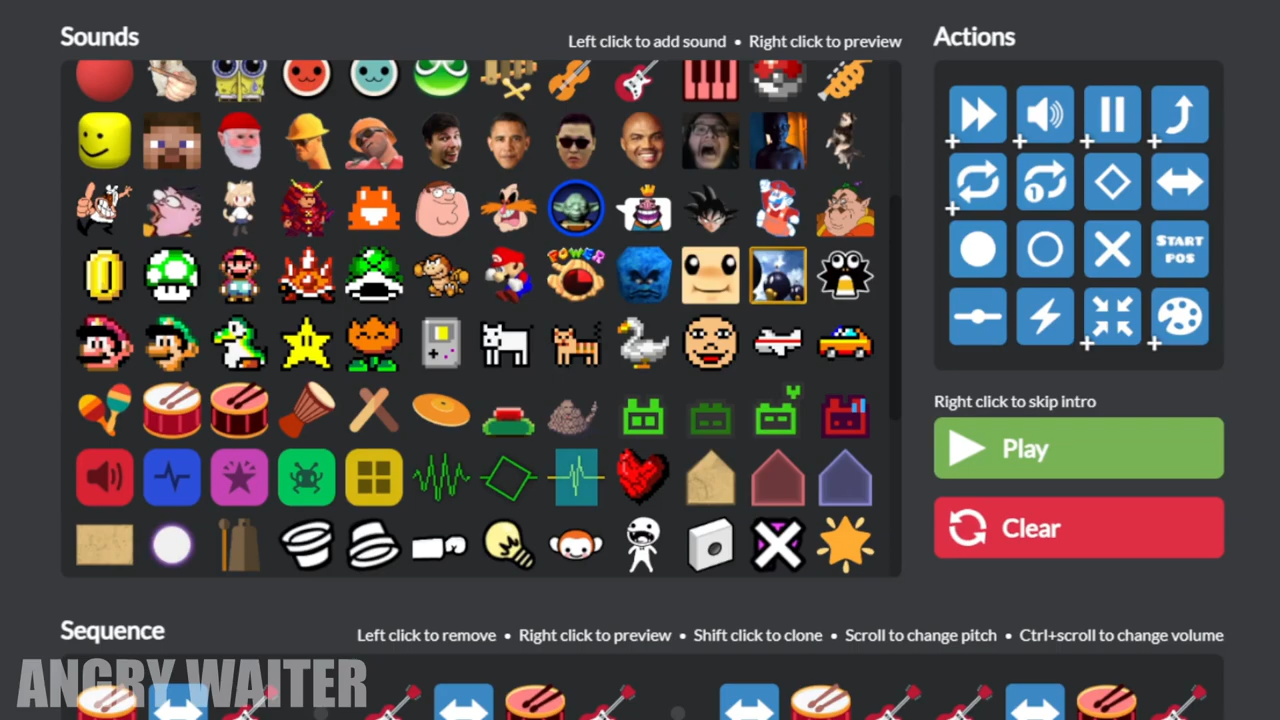 Sounds
Left click to add sound • Right click to preview
Actions
POWER
START
POS
1
Right click to skip intro
Play
Clear
Sequence
Left click to remove • Right click to preview • Shift click to clone • Scroll to change pitch • Ctrl+scroll to change volume
ANGRY WAITER